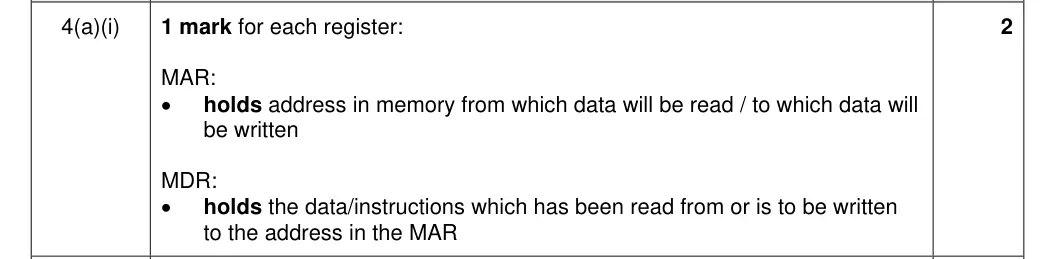 4(a)(i) 1 mark for each register: 2
MAR:
• holds address in memory from which data will be read / to which data will
be written
MDR:
• holds the data/instructions which has been read from or is to be written
to the address in the MAR